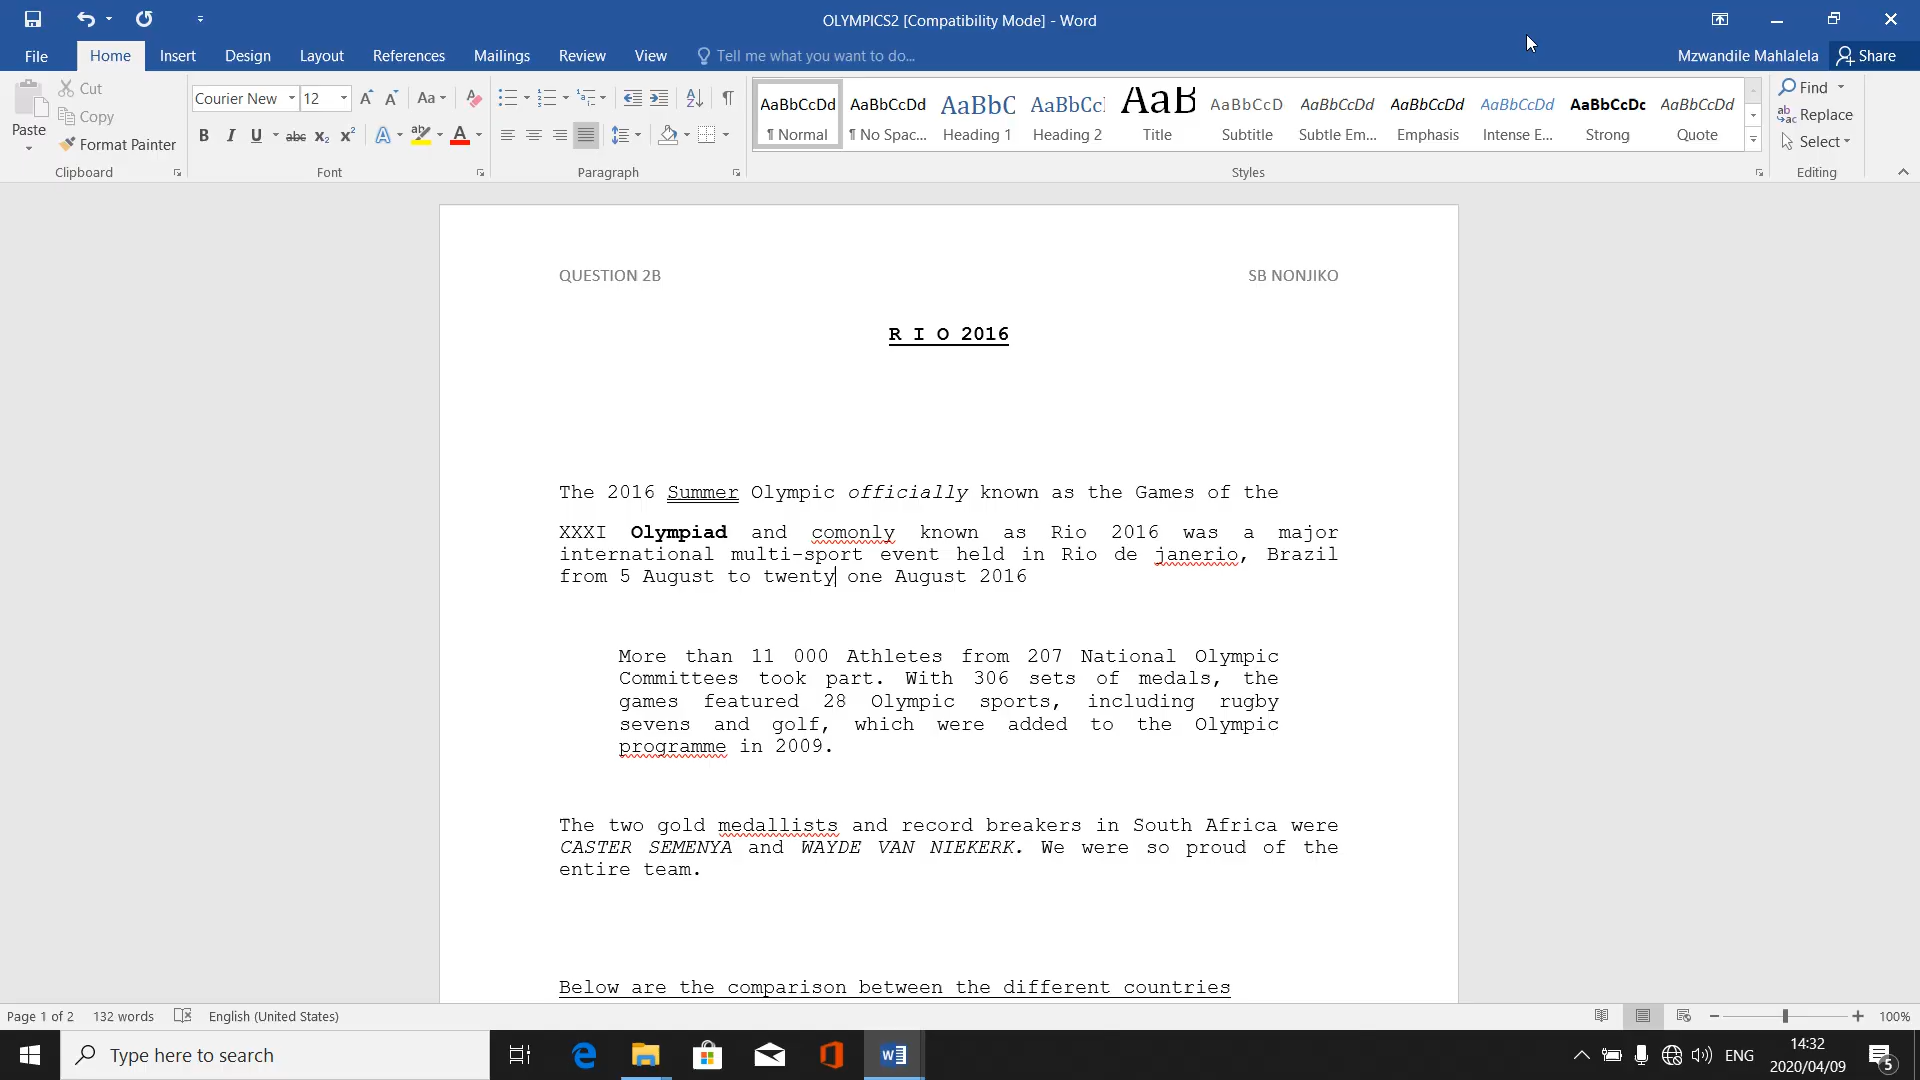 OLYMPICS2 [Compatibility Mode] - Word
File Home Insert Design Layout References Mailings Review View Tell me what you want to do... Mzwandile Mahlalela Share
Paste
Cut
Copy
Format Painter
Clipboard
Courier New 12 Aa
B I U abc x₂ x² A ab A
Font
Paragraph
AaBbCcDd AaBbCcDd AaBbC AaBbCc AaB AaBbCcD AaBbCcDd AaBbCcDd AaBbCcDd AaBbCcDc AaBbCcDd
¶ Normal ¶ No Spac... Heading 1 Heading 2 Title Subtitle Subtle Em... Emphasis Intense E... Strong Quote
Styles
Find
Replace
Select
Editing
QUESTION 2B SB NONJIKO
R I O 2016
The 2016 Summer Olympic officially known as the Games of the
XXXI Olympiad and comonly known as Rio 2016 was a major
international multi-sport event held in Rio de janerio, Brazil
from 5 August to twenty one August 2016
More than 11 000 Athletes from 207 National Olympic
Committees took part. With 306 sets of medals, the
games featured 28 Olympic sports, including rugby
sevens and golf, which were added to the Olympic
programme in 2009.
The two gold medallists and record breakers in South Africa were
CASTER SEMENYA and WAYDE VAN NIEKERK. We were so proud of the
entire team.
Below are the comparison between the different countries
Page 1 of 2 132 words English (United States) 100%
Type here to search
ENG
14:32
2020/04/09
5